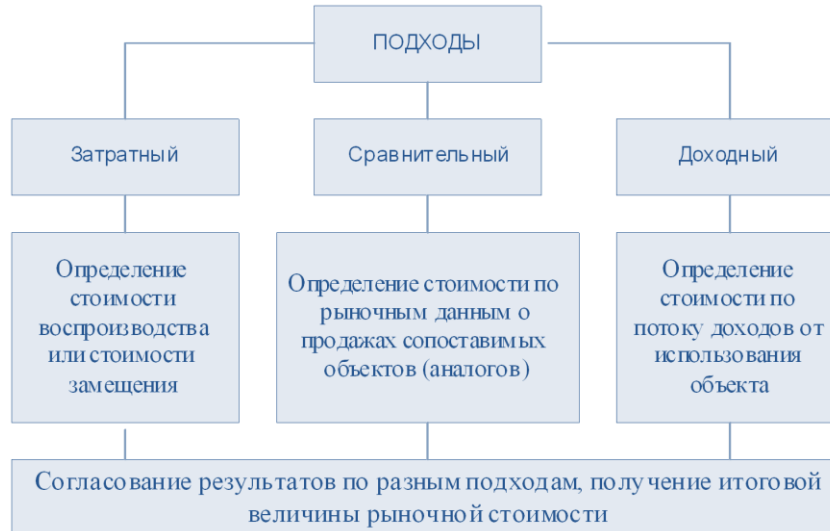 ПОДХОДЫ
Затратный
Сравнительный
Доходный
Определение
стоимости
воспроизводства
или стоимости
замещения
Определение стоимости по
рыночным данным о
продажах сопоставимых
объектов (аналогов)
Определение
стоимости по
потоку доходов от
использования
объекта
Согласование результатов по разным подходам, получение итоговой
величины рыночной стоимости